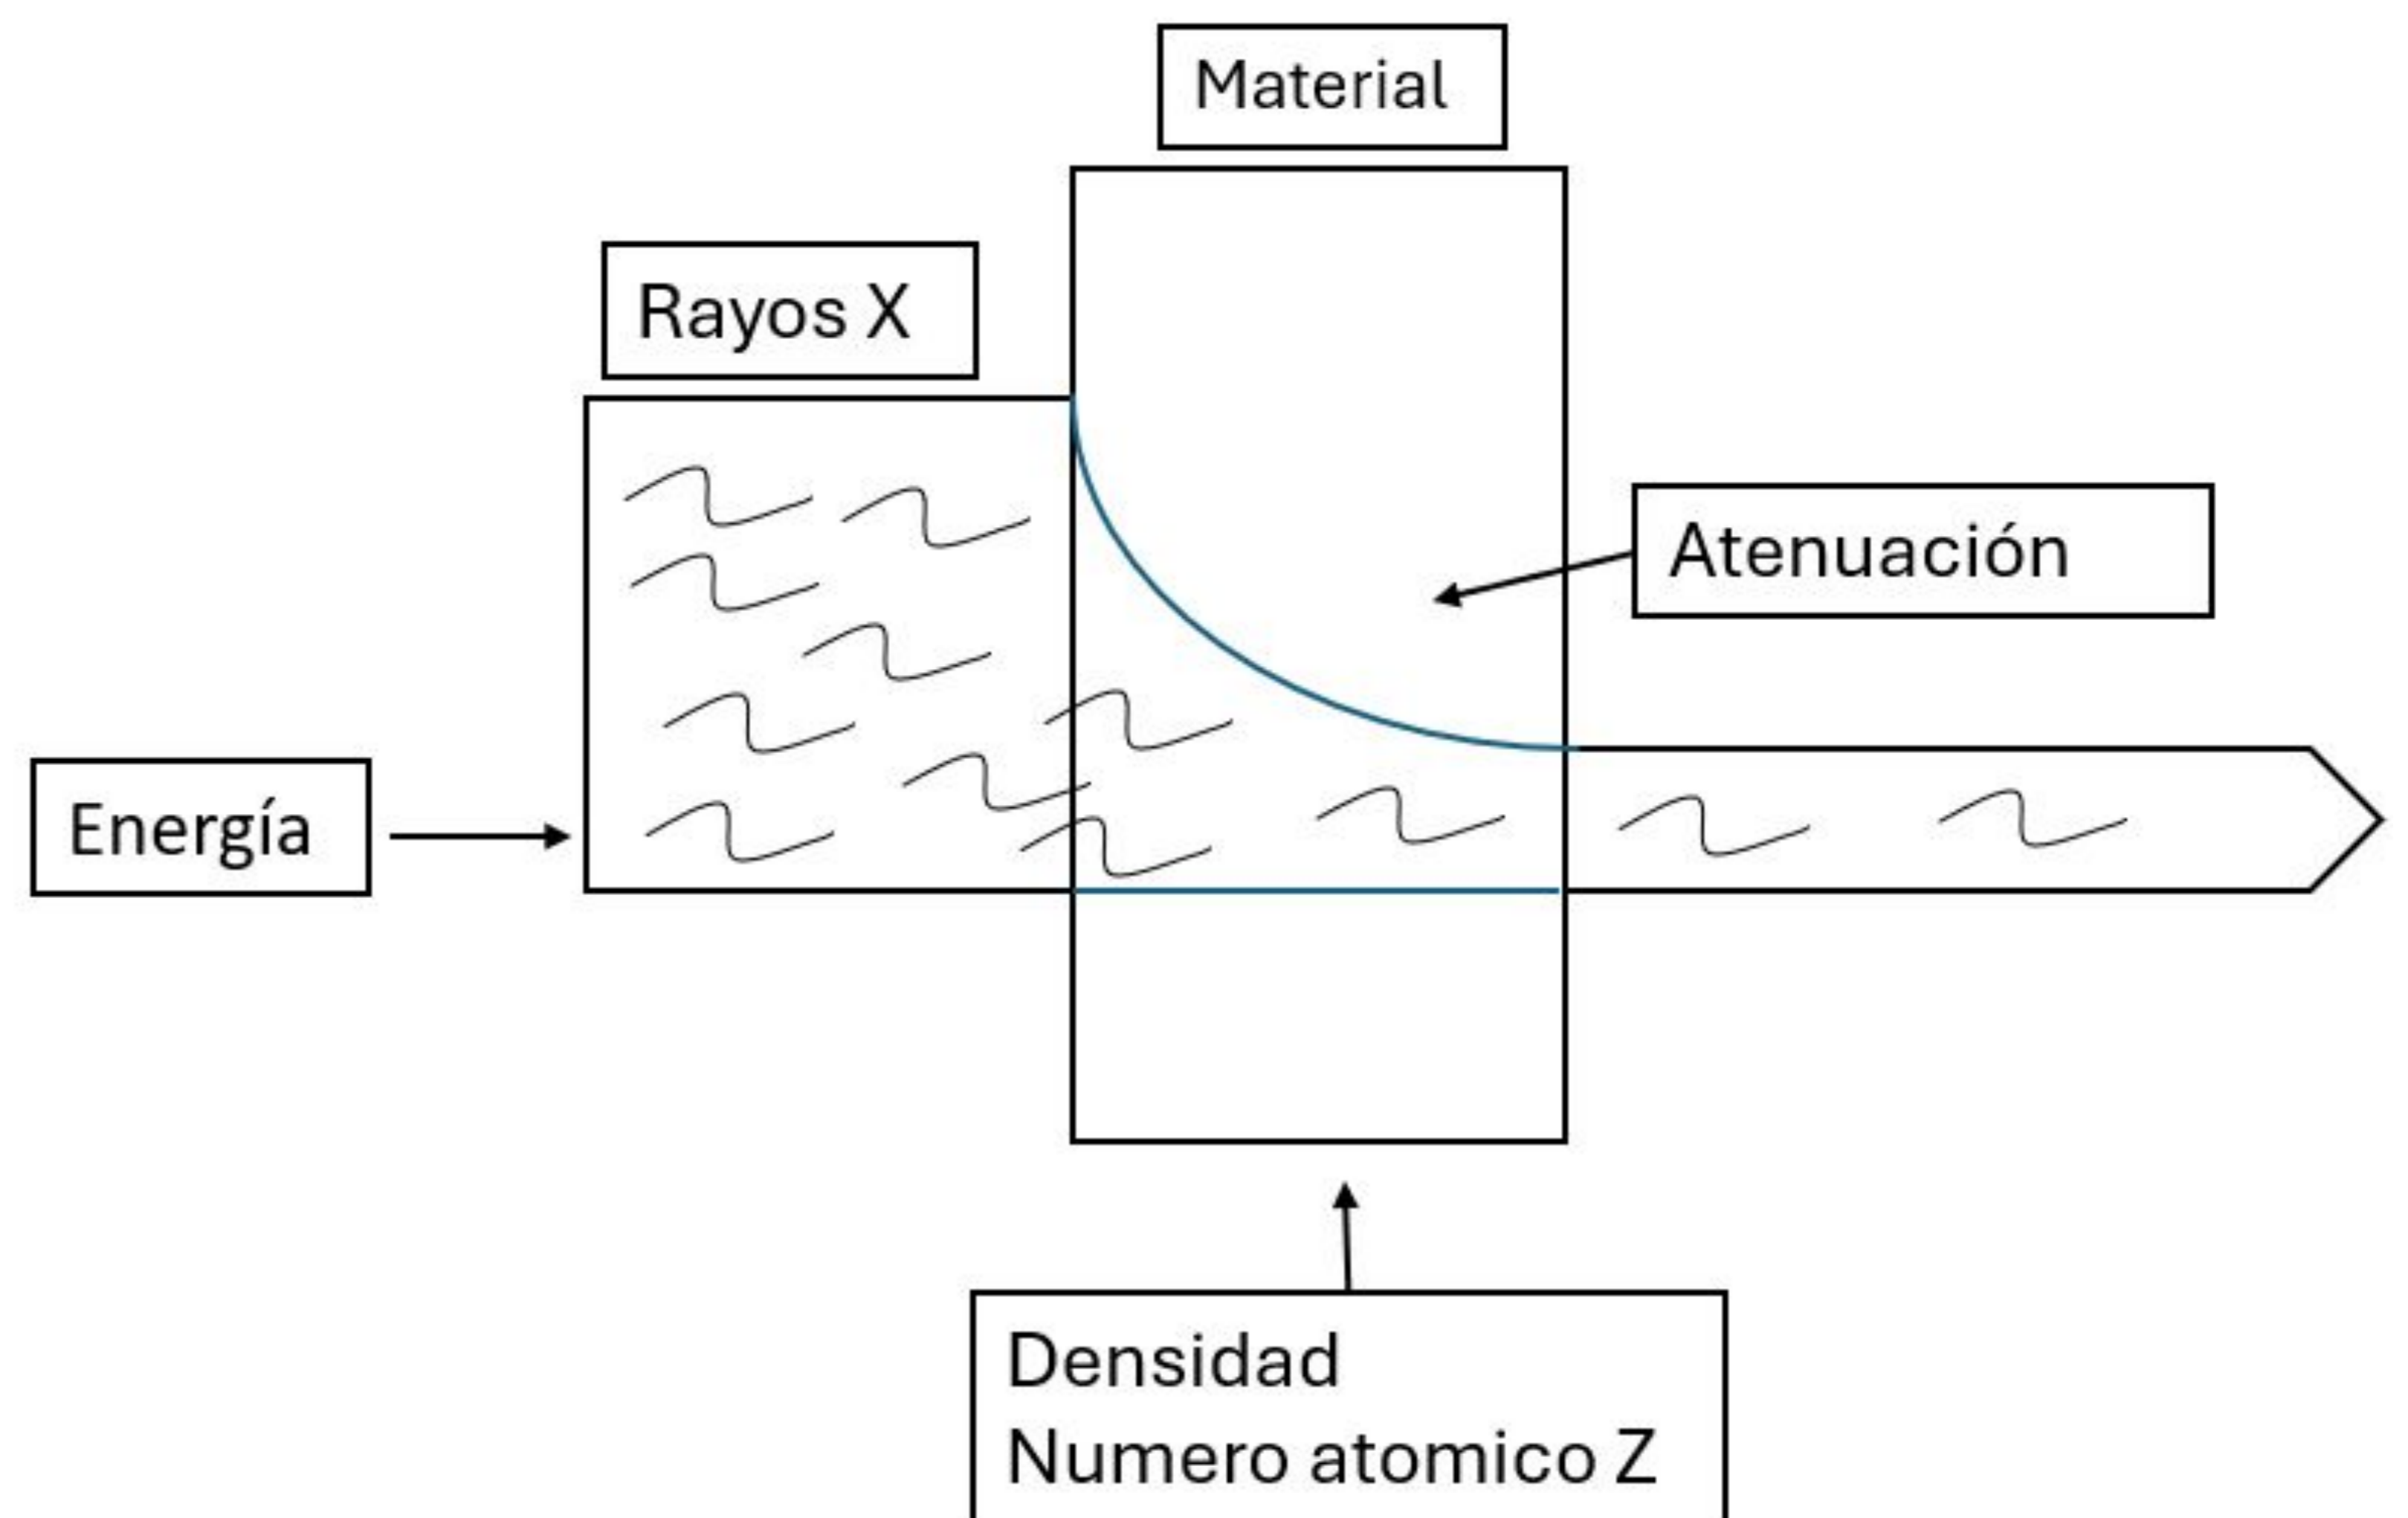 Material
Rayos X
Atenuación
Energía
Densidad
Numero atomico Z